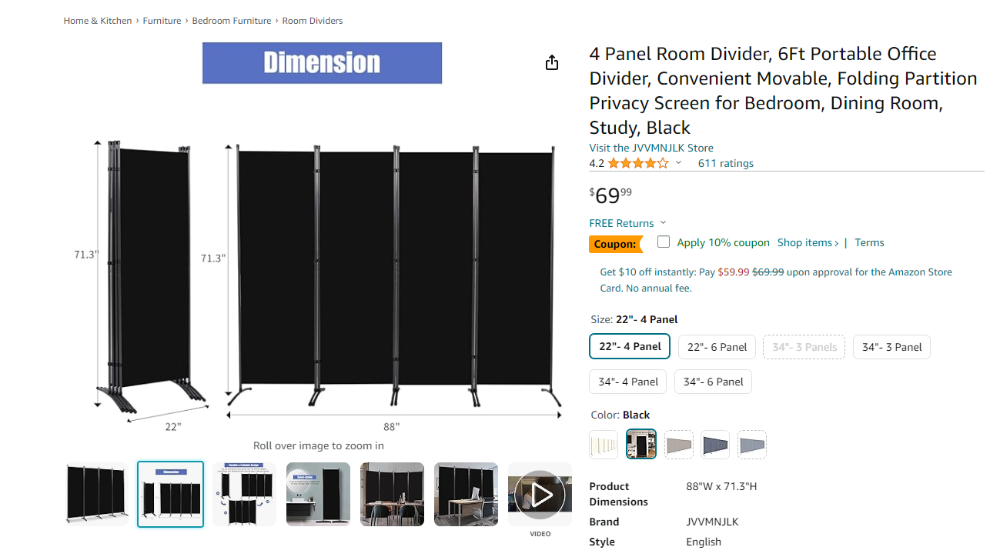 Home & Kitchen › Furniture › Bedroom Furniture › Room Dividers
Dimension
71.3"
71.3"
22"
88"
Roll over image to zoom in
Dimension
VIDEO
4 Panel Room Divider, 6Ft Portable Office
Divider, Convenient Movable, Folding Partition
Privacy Screen for Bedroom, Dining Room,
Study, Black
Visit the JVVMNJLK Store
4.2 611 ratings
$69.99
FREE Returns
Coupon: Apply 10% coupon Shop items › | Terms
Get $10 off instantly: Pay $59.99 $69.99 upon approval for the Amazon Store
Card. No annual fee.
Size: 22"- 4 Panel
22"- 4 Panel 22"- 6 Panel 34"- 3 Panels 34"- 3 Panel
34"- 4 Panel 34"- 6 Panel
Color: Black
Product Dimensions 88"W x 71.3"H
Brand JVVMNJLK
Style English